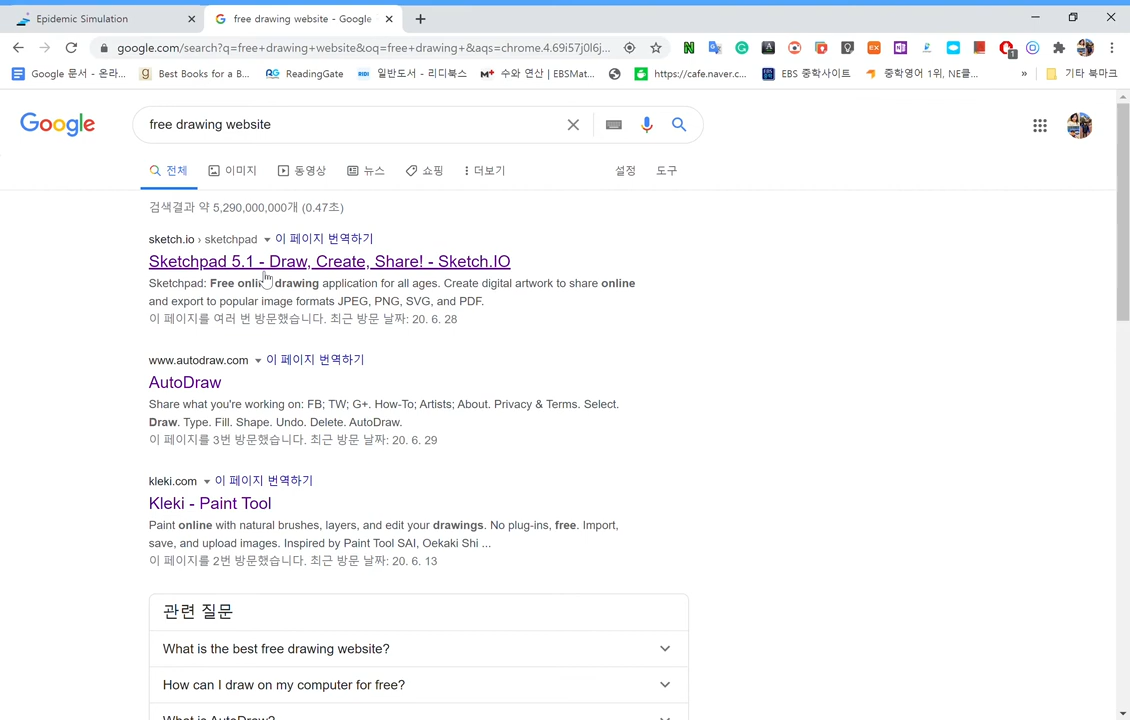 Epidemic Simulation
free drawing website - Google
google.com/search?q=free+drawing+website&oq=free+drawing+&aqs=chrome.4.69i57j0l6j...
Google 문서 - 온라...
Best Books for a B...
ReadingGate
일반도서 - 리디북스
수와 연산 | EBSMat...
https://cafe.naver.c...
EBS 중학사이트
중학영어 1위, NE클...
»
기타 북마크
Google
free drawing website
전체
이미지
동영상
뉴스
쇼핑
더보기
설정
도구
검색결과 약 5,290,000,000개 (0.47초)
sketch.io › sketchpad 이 페이지 번역하기
Sketchpad 5.1 - Draw, Create, Share! - Sketch.IO
Sketchpad: Free online drawing application for all ages. Create digital artwork to share online
and export to popular image formats JPEG, PNG, SVG, and PDF.
이 페이지를 여러 번 방문했습니다. 최근 방문 날짜: 20. 6. 28
www.autodraw.com 이 페이지 번역하기
AutoDraw
Share what you're working on: FB; TW; G+. How-To; Artists; About. Privacy & Terms. Select.
Draw. Type. Fill. Shape. Undo. Delete. AutoDraw.
이 페이지를 3번 방문했습니다. 최근 방문 날짜: 20. 6. 29
kleki.com 이 페이지 번역하기
Kleki - Paint Tool
Paint online with natural brushes, layers, and edit your drawings. No plug-ins, free. Import,
save, and upload images. Inspired by Paint Tool SAI, Oekaki Shi ...
이 페이지를 2번 방문했습니다. 최근 방문 날짜: 20. 6. 13
관련 질문
What is the best free drawing website?
How can I draw on my computer for free?
What is AutoDraw?